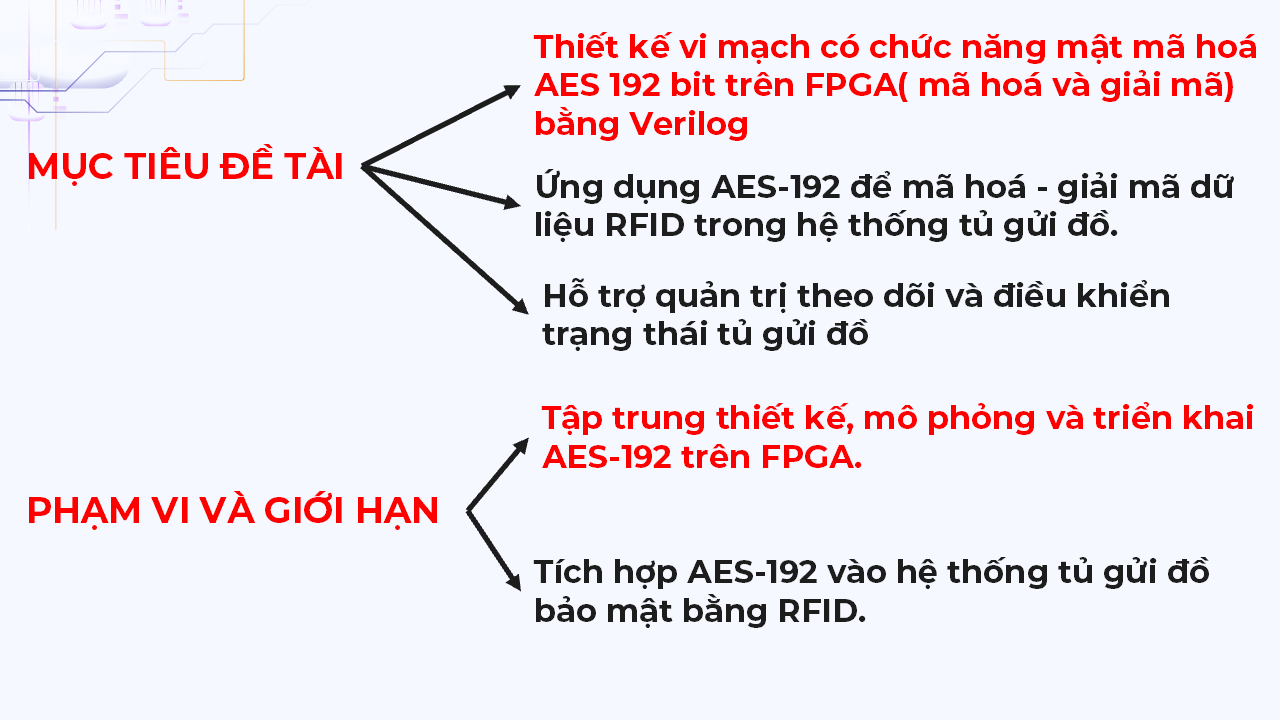 Thiết kế vi mạch có chức năng mật mã hoá
AES 192 bit trên FPGA( mã hoá và giải mã)
bằng Verilog
MỤC TIÊU ĐỀ TÀI
Ứng dụng AES-192 để mã hoá - giải mã dữ
liệu RFID trong hệ thống tủ gửi đồ.
Hỗ trợ quản trị theo dõi và điều khiển
trạng thái tủ gửi đồ
Tập trung thiết kế, mô phỏng và triển khai
AES-192 trên FPGA.
PHẠM VI VÀ GIỚI HẠN
Tích hợp AES-192 vào hệ thống tủ gửi đồ
bảo mật bằng RFID.